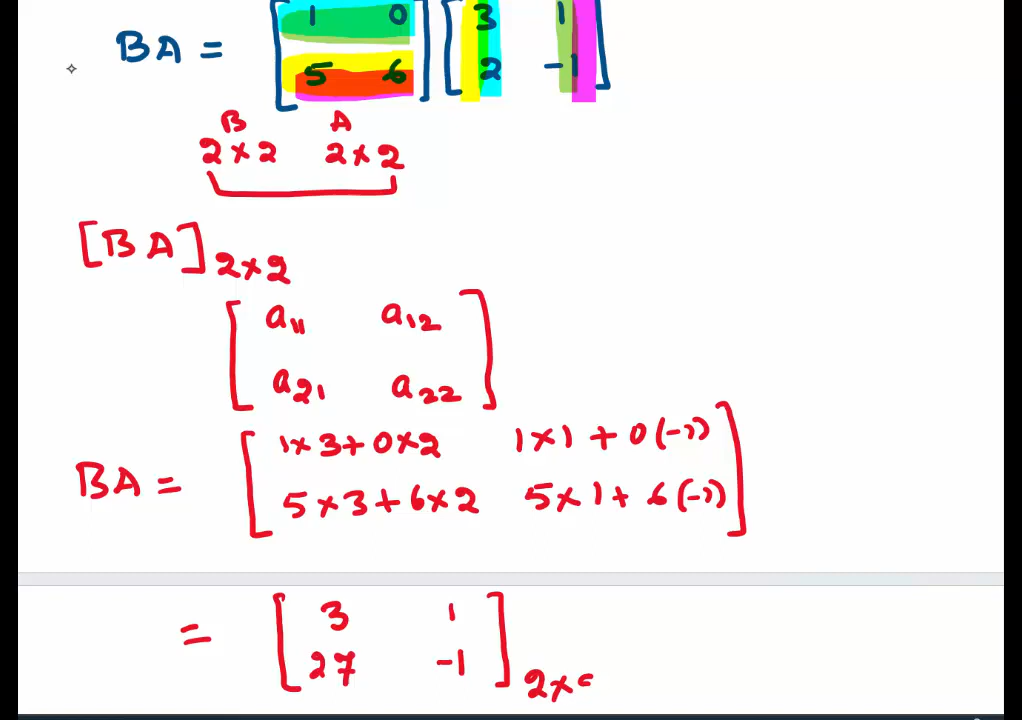 BA = [ 1 0 ] [ 3 1 ]
[ 5 6 ] [ 2 -1 ]
B A
2×2 2×2
[BA]2×2
[ a11 a12 ]
[ a21 a22 ]
BA = [ 1×3+0×2 1×1+0(-1) ]
[ 5×3+6×2 5×1+6(-1) ]
= [ 3 1 ]
[ 27 -1 ]2×